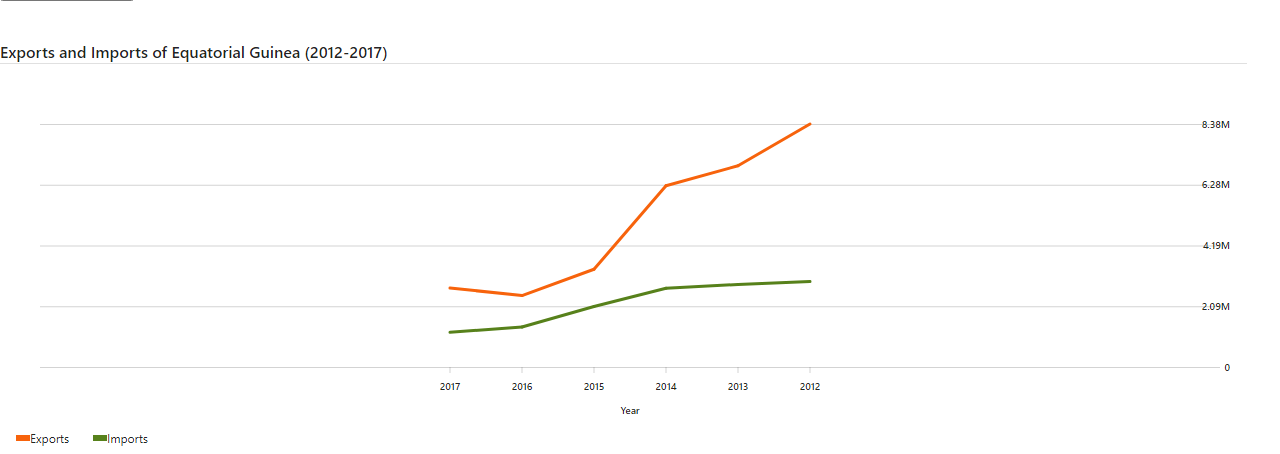 Exports and Imports of Equatorial Guinea (2012-2017)
8.38M
6.28M
4.19M
2.09M
0
2017 2016 2015 2014 2013 2012
Year
Exports Imports